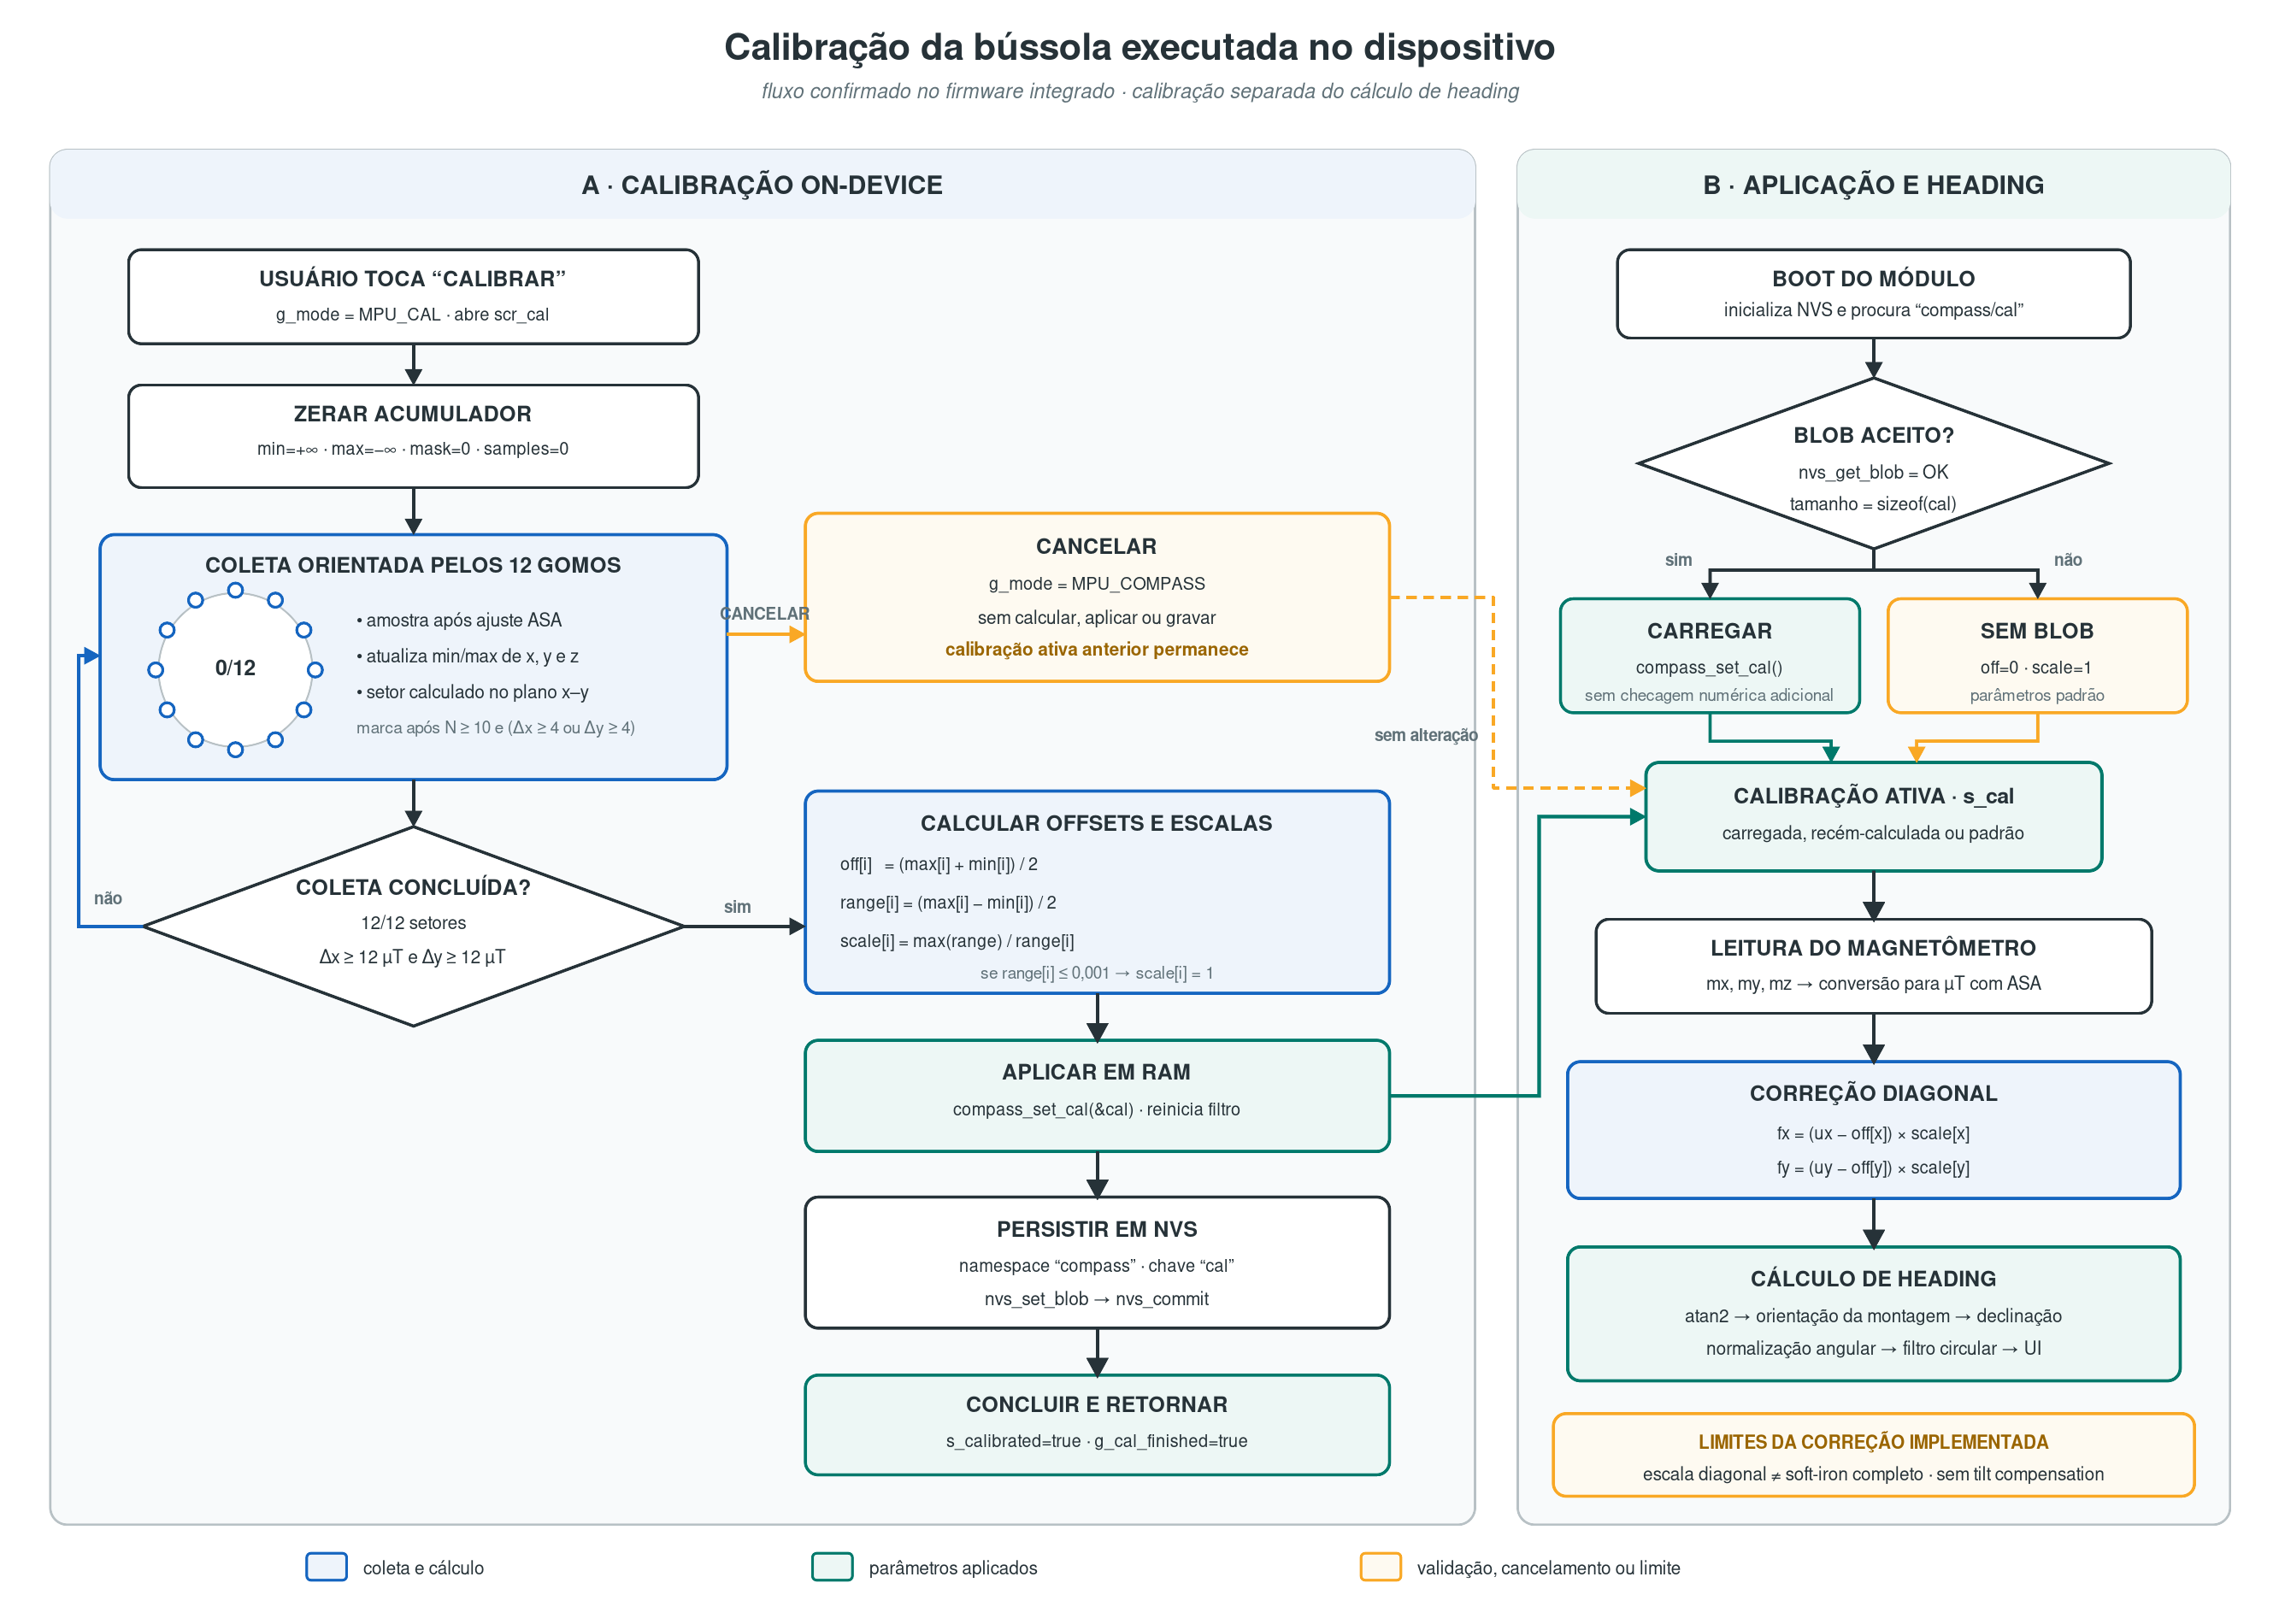 Calibração da bússola executada no dispositivo
fluxo confirmado no firmware integrado · calibração separada do cálculo de heading
A · CALIBRAÇÃO ON-DEVICE
USUÁRIO TOCA “CALIBRAR”
g_mode = MPU_CAL · abre scr_cal
ZERAR ACUMULADOR
min=+∞ · max=−∞ · mask=0 · samples=0
COLETA ORIENTADA PELOS 12 GOMOS
0/12
• amostra após ajuste ASA
• atualiza min/max de x, y e z
• setor calculado no plano x–y
marca após N ≥ 10 e (Δx ≥ 4 ou Δy ≥ 4)
CANCELAR
CANCELAR
g_mode = MPU_COMPASS
sem calcular, aplicar ou gravar
calibração ativa anterior permanece
sem alteração
COLETA CONCLUÍDA?
12/12 setores
Δx ≥ 12 µT e Δy ≥ 12 µT
não
sim
CALCULAR OFFSETS E ESCALAS
off[i] = (max[i] + min[i]) / 2
range[i] = (max[i] − min[i]) / 2
scale[i] = max(range) / range[i]
se range[i] ≤ 0,001 → scale[i] = 1
APLICAR EM RAM
compass_set_cal(&cal) · reinicia filtro
PERSISTIR EM NVS
namespace “compass” · chave “cal”
nvs_set_blob → nvs_commit
CONCLUIR E RETORNAR
s_calibrated=true · g_cal_finished=true
B · APLICAÇÃO E HEADING
BOOT DO MÓDULO
inicializa NVS e procura “compass/cal”
BLOB ACEITO?
nvs_get_blob = OK
tamanho = sizeof(cal)
sim
não
CARREGAR
compass_set_cal()
sem checagem numérica adicional
SEM BLOB
off=0 · scale=1
parâmetros padrão
CALIBRAÇÃO ATIVA · s_cal
carregada, recém-calculada ou padrão
LEITURA DO MAGNETÔMETRO
mx, my, mz → conversão para µT com ASA
CORREÇÃO DIAGONAL
fx = (ux − off[x]) × scale[x]
fy = (uy − off[y]) × scale[y]
CÁLCULO DE HEADING
atan2 → orientação da montagem → declinação
normalização angular → filtro circular → UI
LIMITES DA CORREÇÃO IMPLEMENTADA
escala diagonal ≠ soft-iron completo · sem tilt compensation
coleta e cálculo
parâmetros aplicados
validação, cancelamento ou limite